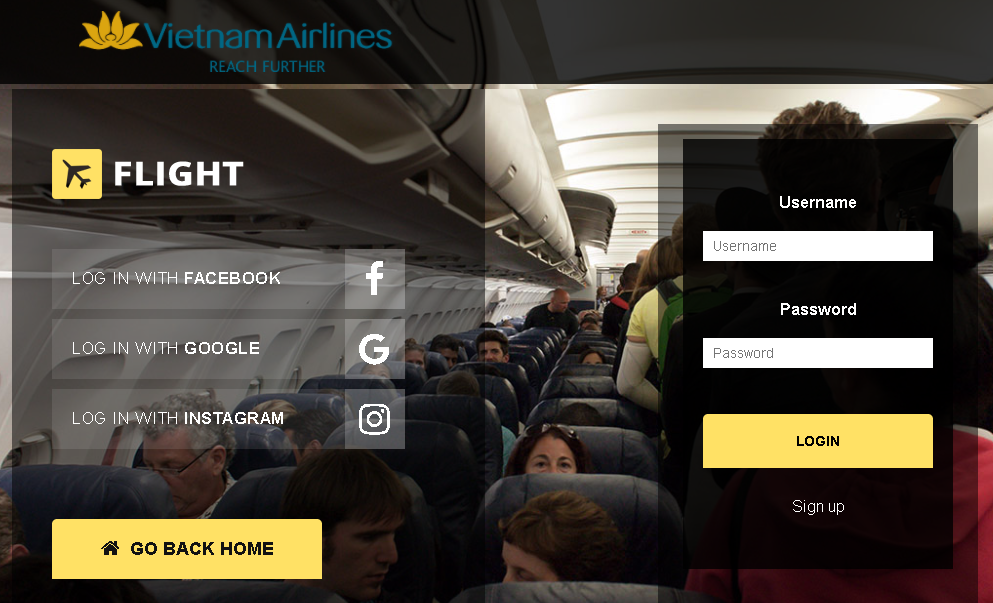 Vietnam Airlines
REACH FURTHER
FLIGHT
LOG IN WITH FACEBOOK
LOG IN WITH GOOGLE
LOG IN WITH INSTAGRAM
GO BACK HOME
Username
Username
Password
Password
LOGIN
Sign up